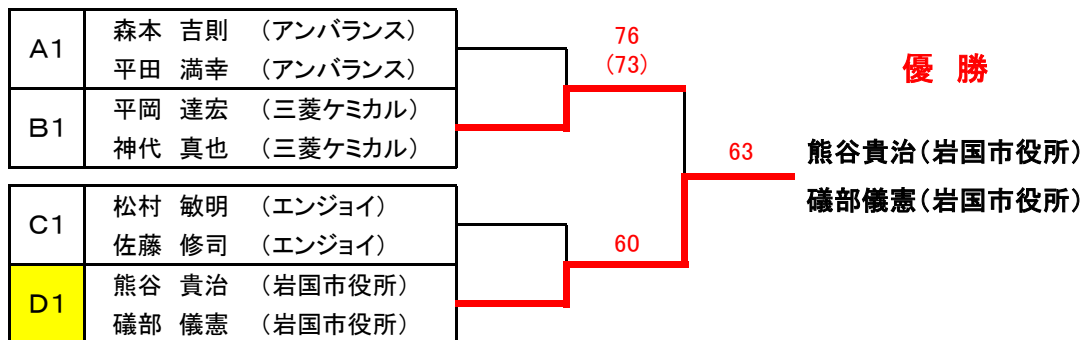 A1
森本 吉則 (アンバランス)
平田 満幸 (アンバランス)
B1
平岡 達宏 (三菱ケミカル)
神代 真也 (三菱ケミカル)
C1
松村 敏明 (エンジョイ)
佐藤 修司 (エンジョイ)
D1
熊谷 貴治 (岩国市役所)
礒部 儀憲 (岩国市役所)
76
(73)
60
63
優 勝
熊谷貴治(岩国市役所)
礒部儀憲(岩国市役所)